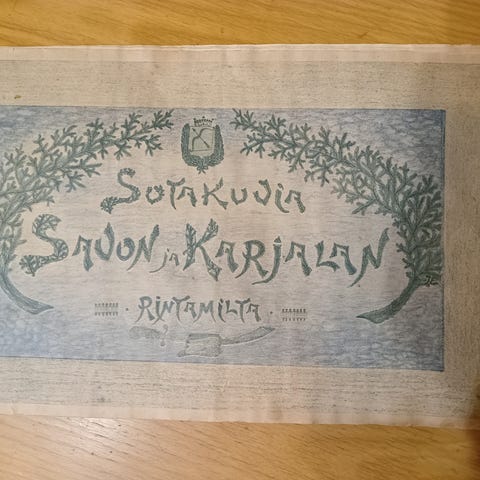 K
SOTAKUVIA
SAVON ja KARJALAN
RINTAMILTA